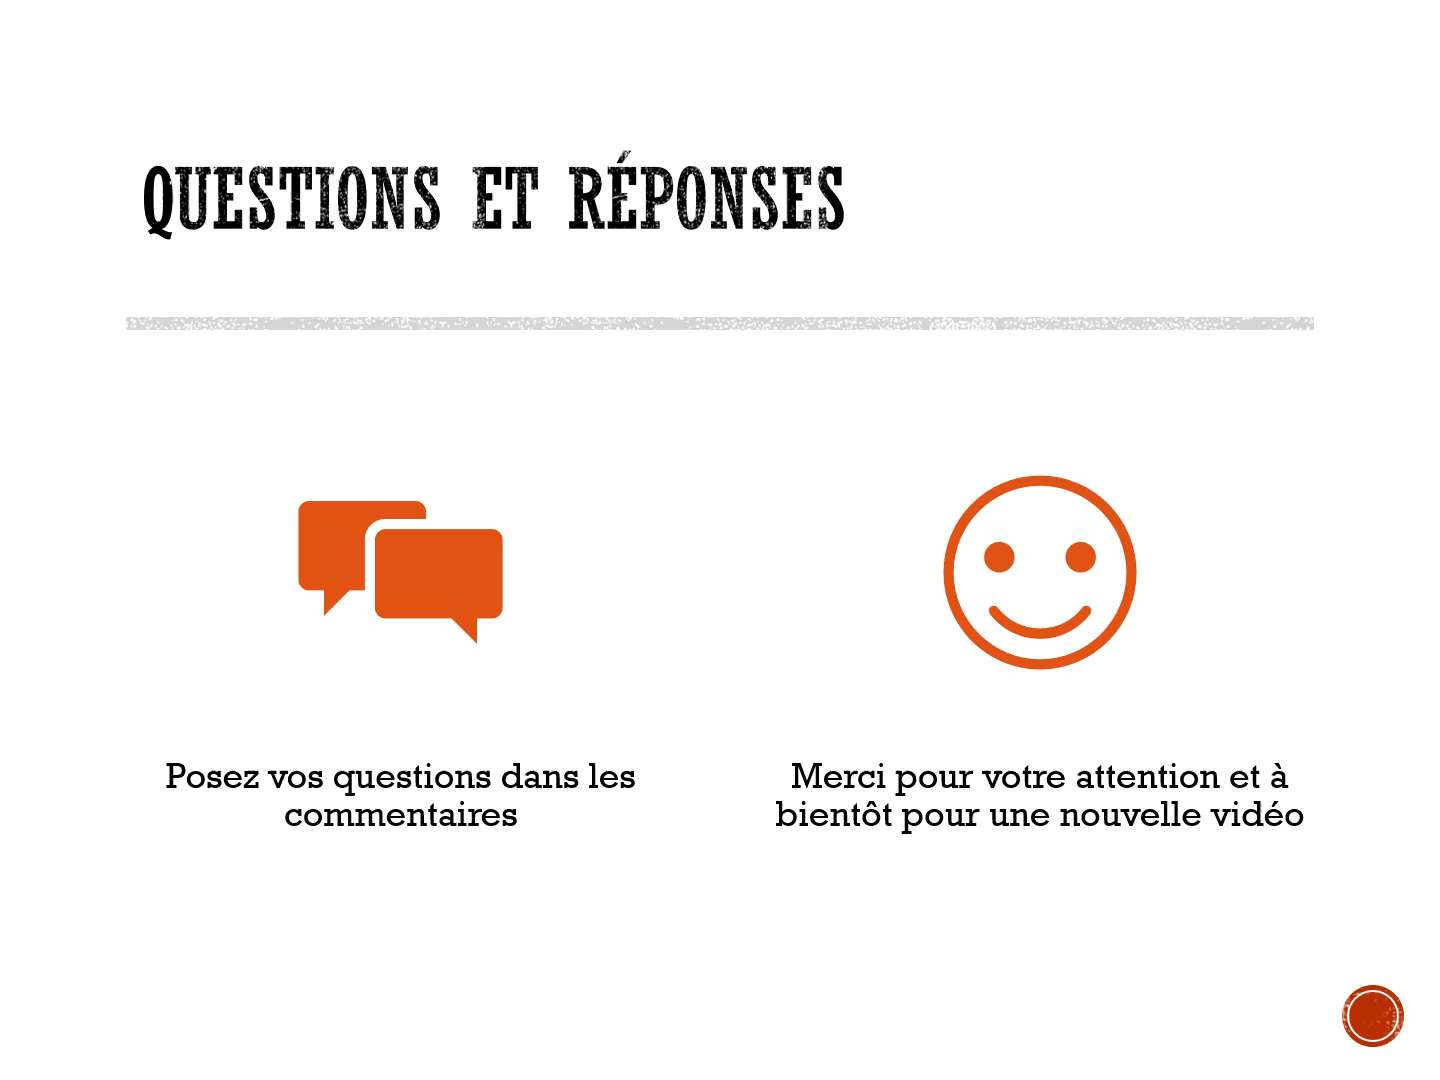 QUESTIONS ET RÉPONSES
Posez vos questions dans les
commentaires
Merci pour votre attention et à
bientôt pour une nouvelle vidéo